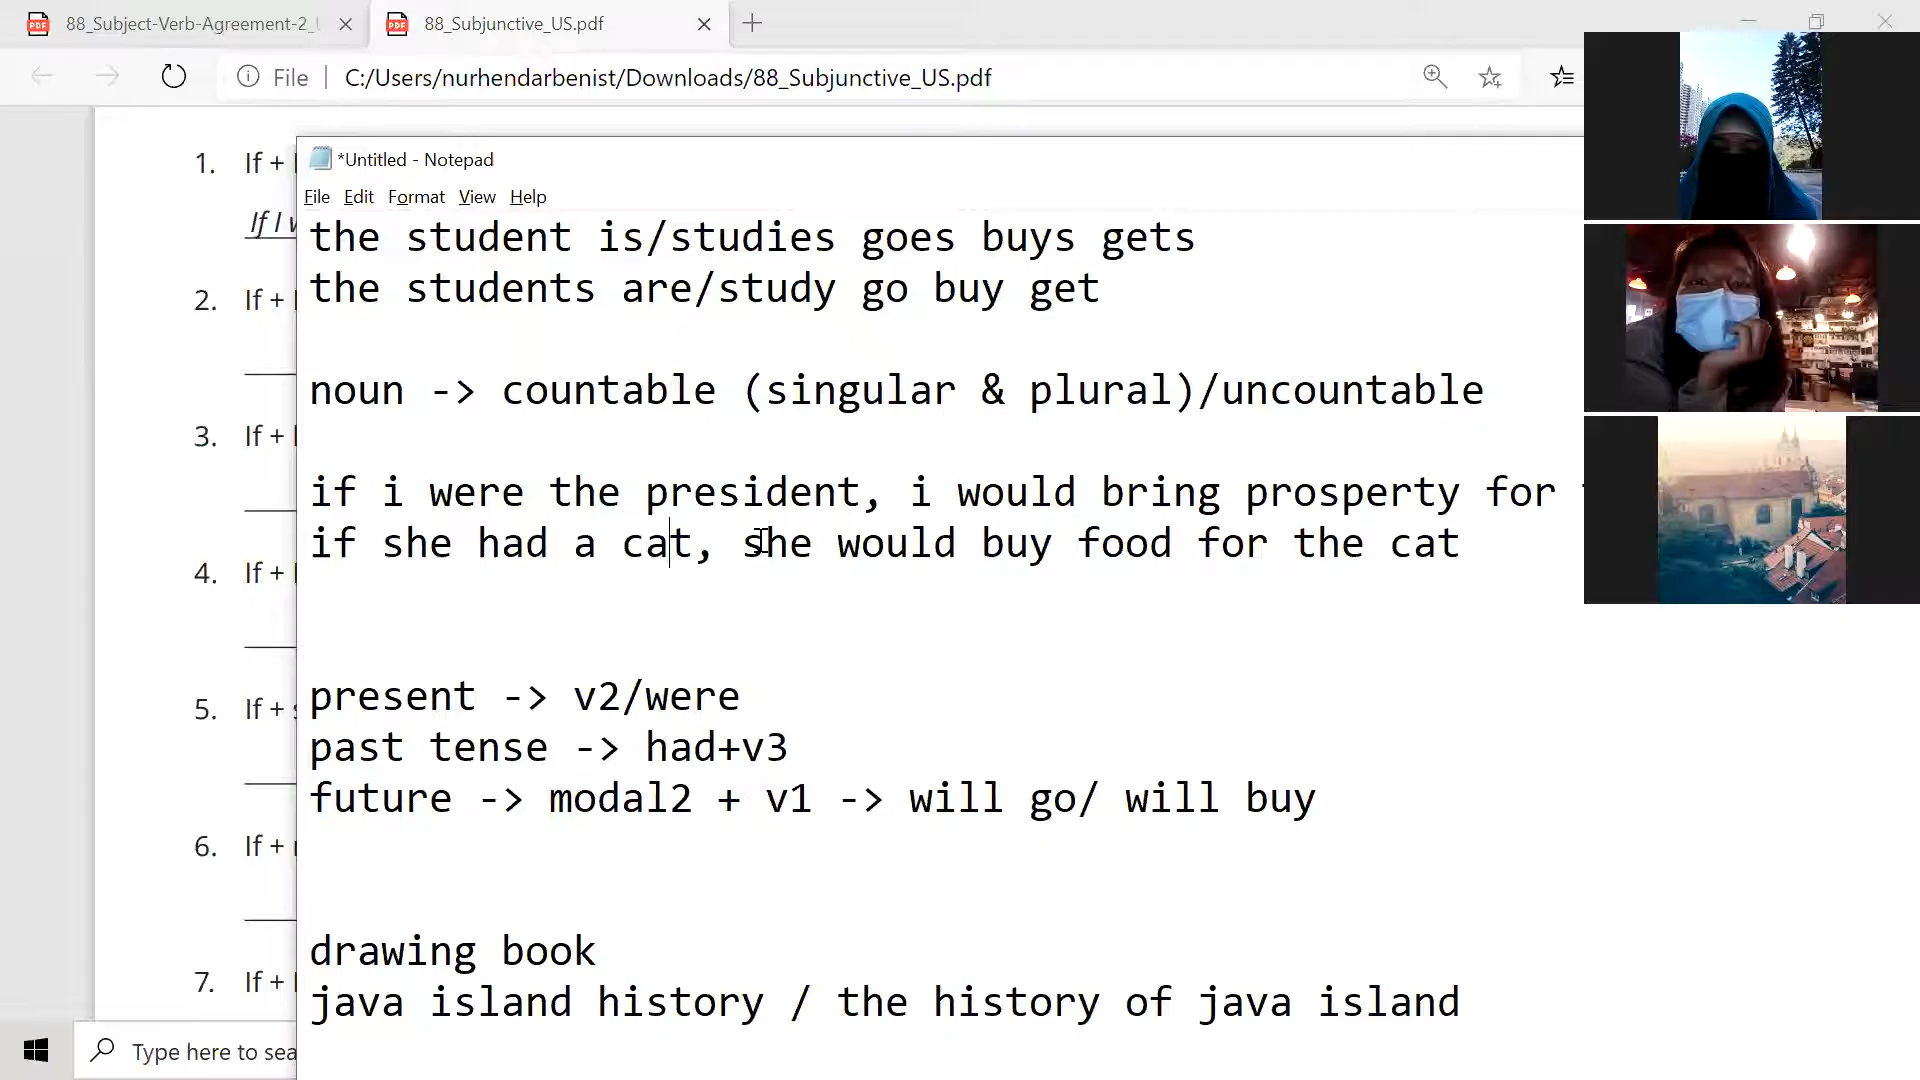 88_Subject-Verb-Agreement-2_
88_Subjunctive_US.pdf
File
C:/Users/nurhendarbenist/Downloads/88_Subjunctive_US.pdf
*Untitled - Notepad
File Edit Format View Help
the student is/studies goes buys gets
the students are/study go buy get
noun -> countable (singular & plural)/uncountable
if i were the president, i would bring prosperty for
if she had a cat, she would buy food for the cat
present -> v2/were
past tense -> had+v3
future -> modal2 + v1 -> will go/ will buy
drawing book
java island history / the history of java island
1. If +
If I
2. If +
3. If +
4. If +
5. If +
6. If +
7. If +
Type here to sea